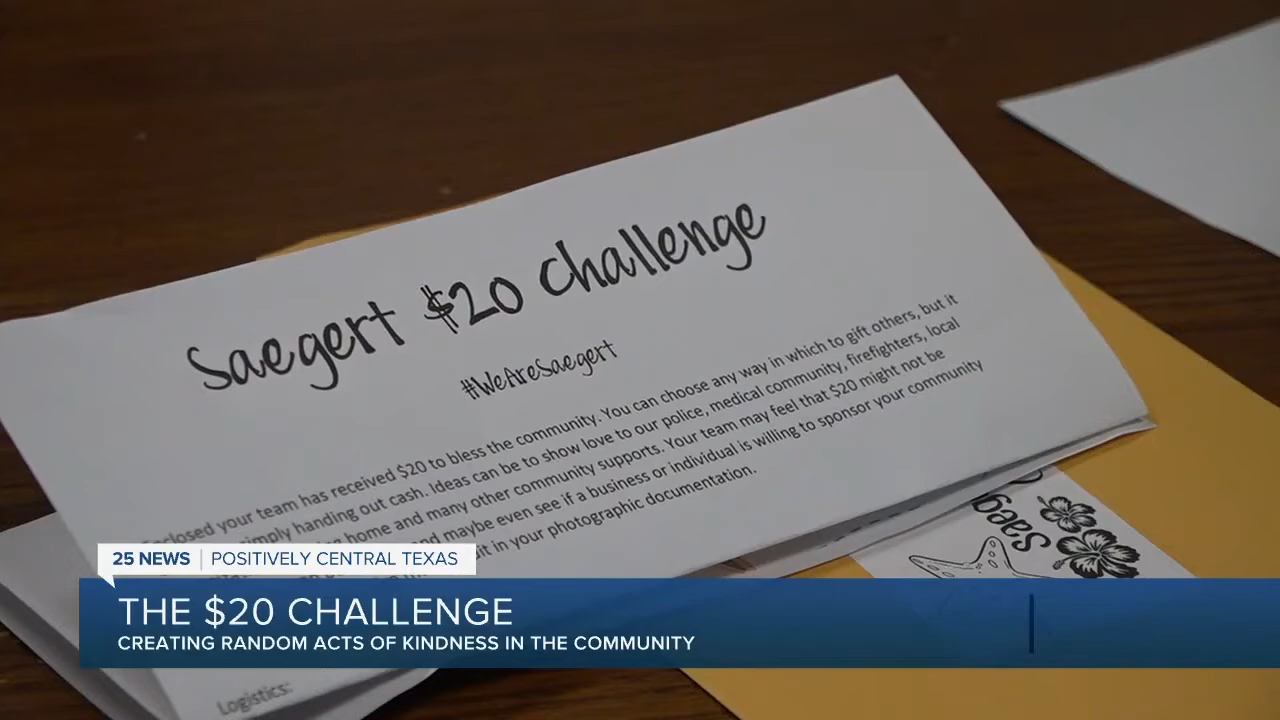 Saegert $20 Challenge
#WeAreSaegert
Enclosed your team has received $20 to bless the community. You can choose any way in which to gift others, but it
simply handing out cash. Ideas can be to show love to our police, medical community, firefighters, local
home and many other community supports. Your team may feel that $20 might not be
and maybe even see if a business or individual is willing to sponsor your community
it in your photographic documentation.
Saeg
25 NEWS | POSITIVELY CENTRAL TEXAS
THE $20 CHALLENGE
CREATING RANDOM ACTS OF KINDNESS IN THE COMMUNITY
Logistics: